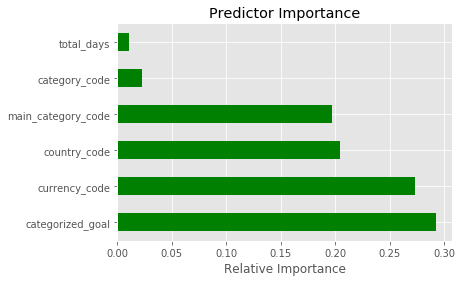 Predictor Importance
total_days
category_code
main_category_code
country_code
currency_code
categorized_goal
0.00 0.05 0.10 0.15 0.20 0.25 0.30
Relative Importance